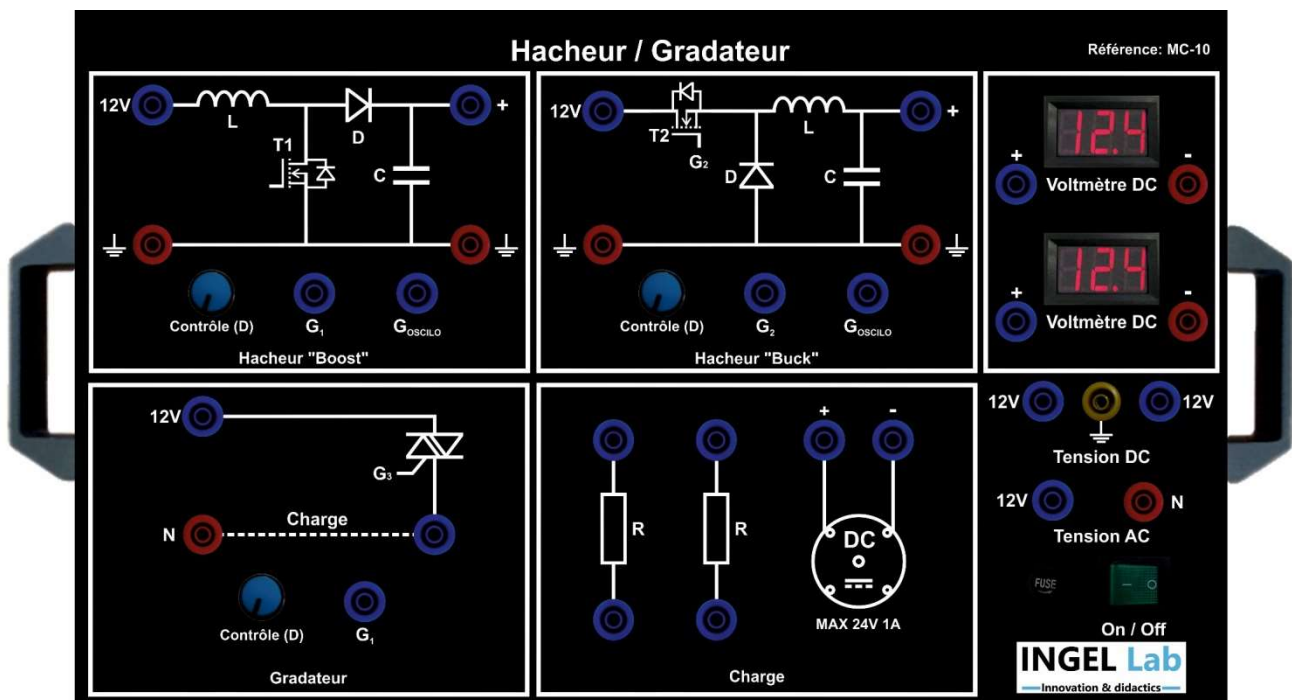 Hacheur / Gradateur
Référence: MC-10
12V
L
D
+
T1
C
Contrôle (D)
G₁
GOSCILO
Hacheur "Boost"
12V
T2
G₂
L
+
D
C
Contrôle (D)
G₂
GOSCILO
Hacheur "Buck"
12.4
+ -
Voltmètre DC
12.4
+ -
Voltmètre DC
12V
G₃
N
Charge
Contrôle (D)
G₁
Gradateur
R
R
+ -
DC
MAX 24V 1A
Charge
12V 12V
Tension DC
12V N
Tension AC
FUSE
On / Off
INGEL Lab
Innovation & didactics